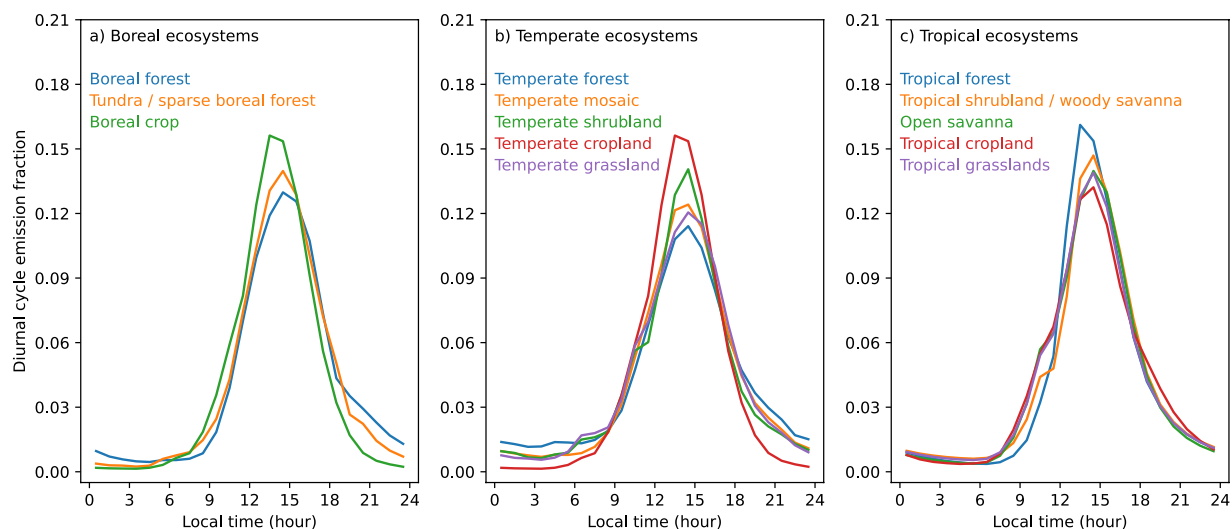 a) Boreal ecosystems
Boreal forest
Tundra / sparse boreal forest
Boreal crop
0.21
0.18
0.15
0.12
0.09
0.06
0.03
0.00
Diurnal cycle emission fraction
0 3 6 9 12 15 18 21 24
Local time (hour)
b) Temperate ecosystems
Temperate forest
Temperate mosaic
Temperate shrubland
Temperate cropland
Temperate grassland
0.21
0.18
0.15
0.12
0.09
0.06
0.03
0.00
0 3 6 9 12 15 18 21 24
Local time (hour)
c) Tropical ecosystems
Tropical forest
Tropical shrubland / woody savanna
Open savanna
Tropical cropland
Tropical grasslands
0.21
0.18
0.15
0.12
0.09
0.06
0.03
0.00
0 3 6 9 12 15 18 21 24
Local time (hour)